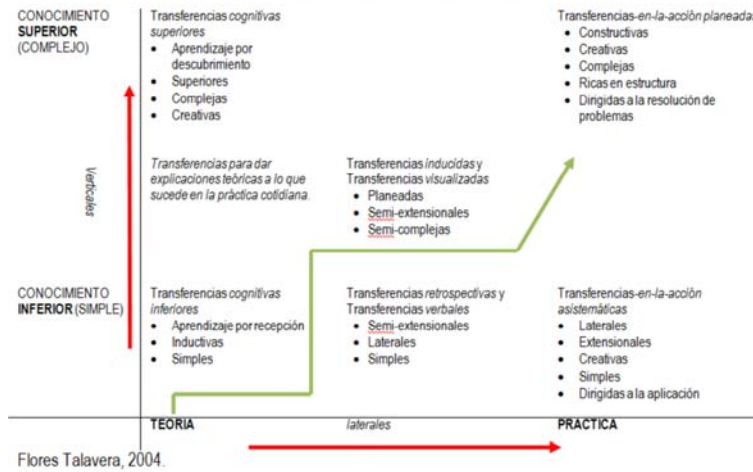 CONOCIMIENTO
SUPERIOR
(COMPLEJO)
Transferencias cognitivas
superiores
• Aprendizaje por
descubrimiento
• Superiores
• Complejas
• Creativas
Transferencias-en-la-acción planeada
• Constructivas
• Creativas
• Complejas
• Ricas en estructura
• Dirigidas a la resolución de
problemas
Verticales
Transferencias para dar
explicaciones teóricas a lo que
sucede en la práctica cotidiana.
Transferencias inducidas y
Transferencias visualizadas
• Planeadas
• Semi-extensionales
• Semi-complejas
CONOCIMIENTO
INFERIOR (SIMPLE)
Transferencias cognitivas
inferiores
• Aprendizaje por recepción
• Inductivas
• Simples
Transferencias retrospectivas y
Transferencias verbales
• Semi-extensionales
• Laterales
• Simples
Transferencias-en-la-acción
asistemáticas
• Laterales
• Extensionales
• Creativas
• Simples
• Dirigidas a la aplicación
TEORIA
laterales
PRACTICA
Flores Talavera, 2004.